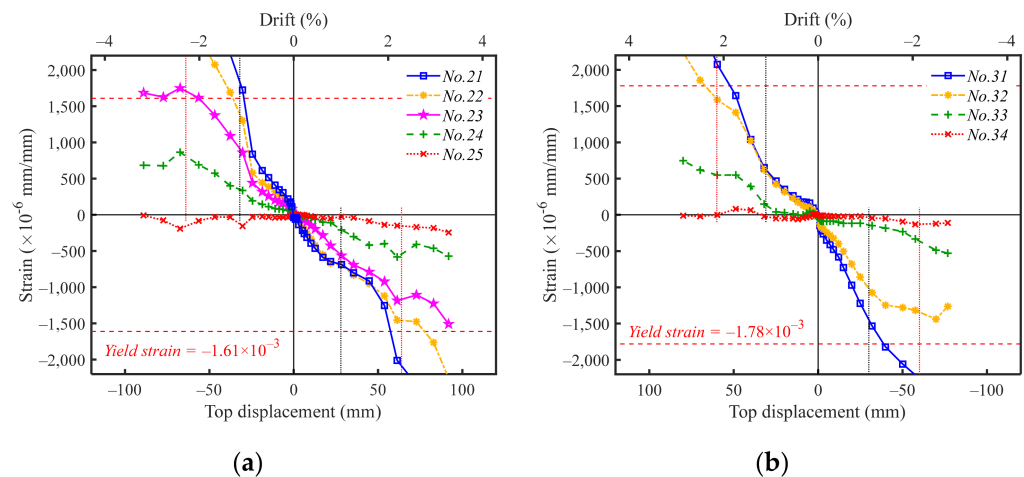 Drift (%)
−4 −2 0 2 4
2,000
1,500
1,000
500
0
−500
−1,000
−1,500
−2,000
Strain (×10⁻⁶ mm/mm)
No.21
No.22
No.23
No.24
No.25
Yield strain = −1.61×10⁻³
−100 −50 0 50 100
Top displacement (mm)
(a)
Drift (%)
4 2 0 −2 −4
2,000
1,500
1,000
500
0
−500
−1,000
−1,500
−2,000
Strain (×10⁻⁶ mm/mm)
No.31
No.32
No.33
No.34
Yield strain = −1.78×10⁻³
100 50 0 −50 −100
Top displacement (mm)
(b)